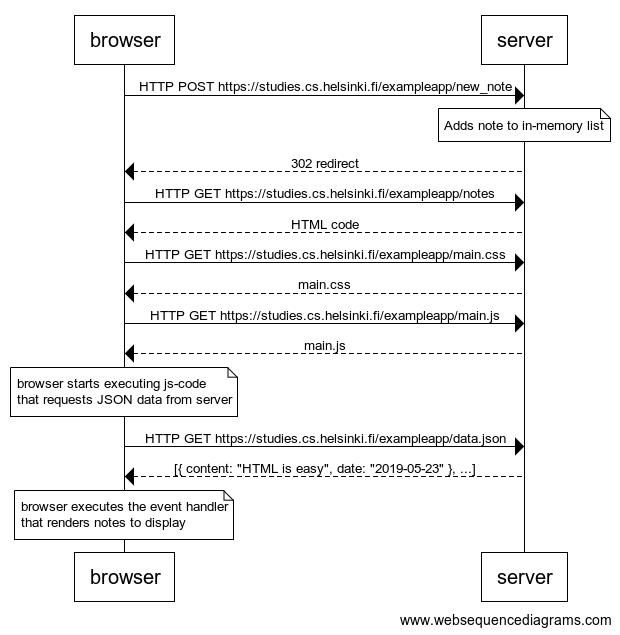 browser
server
HTTP POST https://studies.cs.helsinki.fi/exampleapp/new_note
Adds note to in-memory list
302 redirect
HTTP GET https://studies.cs.helsinki.fi/exampleapp/notes
HTML code
HTTP GET https://studies.cs.helsinki.fi/exampleapp/main.css
main.css
HTTP GET https://studies.cs.helsinki.fi/exampleapp/main.js
main.js
browser starts executing js-code
that requests JSON data from server
HTTP GET https://studies.cs.helsinki.fi/exampleapp/data.json
[{ content: "HTML is easy", date: "2019-05-23" }, ...]
browser executes the event handler
that renders notes to display
browser
server
www.websequencediagrams.com